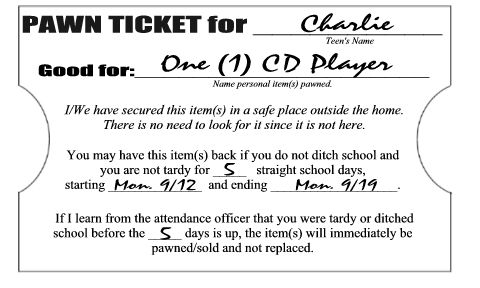 PAWN TICKET for Charlie
Teen's Name
Good for: One (1) CD Player
Name personal item(s) pawned.
I/We have secured this item(s) in a safe place outside the home.
There is no need to look for it since it is not here.
You may have this item(s) back if you do not ditch school and
you are not tardy for 5 straight school days,
starting Mon. 9/12 and ending Mon. 9/19.
If I learn from the attendance officer that you were tardy or ditched
school before the 5 days is up, the item(s) will immediately be
pawned/sold and not replaced.